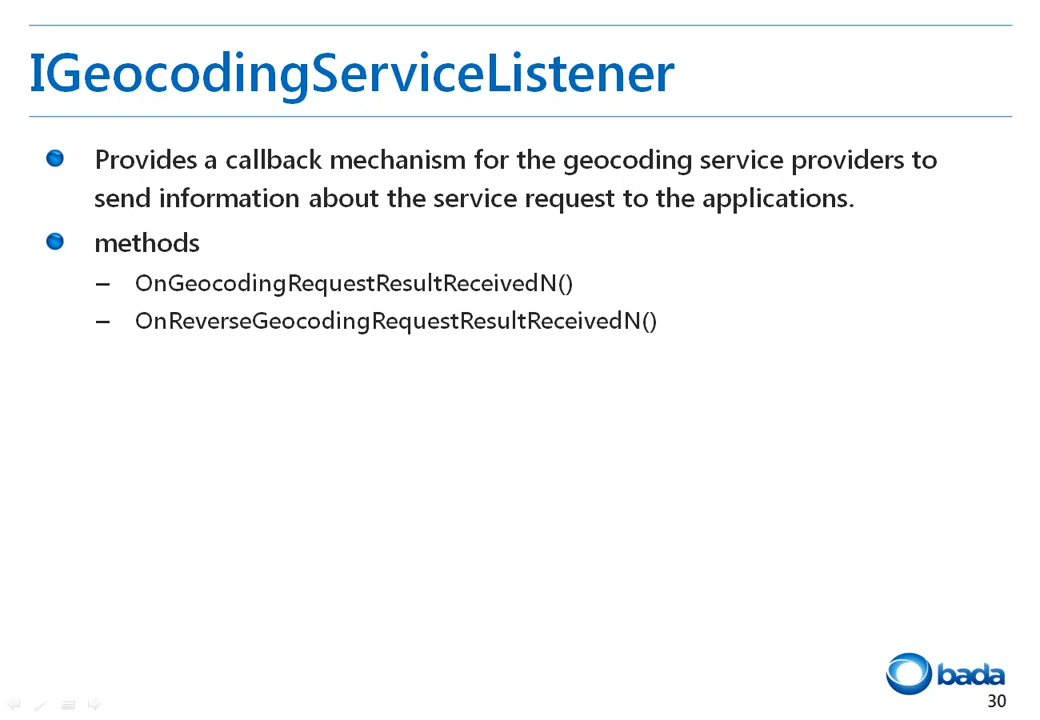 IGeocodingServiceListener
Provides a callback mechanism for the geocoding service providers to
send information about the service request to the applications.
methods
– OnGeocodingRequestResultReceivedN()
– OnReverseGeocodingRequestResultReceivedN()
bada
30